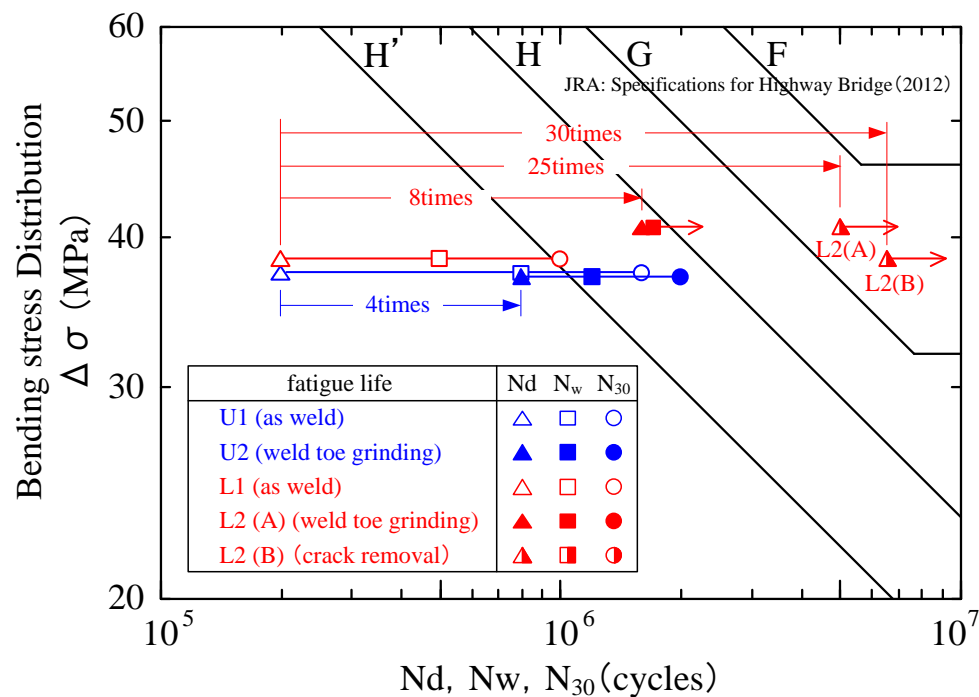 60
H’ H G F
JRA: Specifications for Highway Bridge(2012)
50
30times
25times
8times
40
L2(A)
L2(B)
4times
30
20
Bending stress Distribution
Δ σ (MPa)
fatigue life Nd Nw N30
U1 (as weld)
U2 (weld toe grinding)
L1 (as weld)
L2 (A) (weld toe grinding)
L2 (B) (crack removal)
10^5 10^6 10^7
Nd, Nw, N30(cycles)